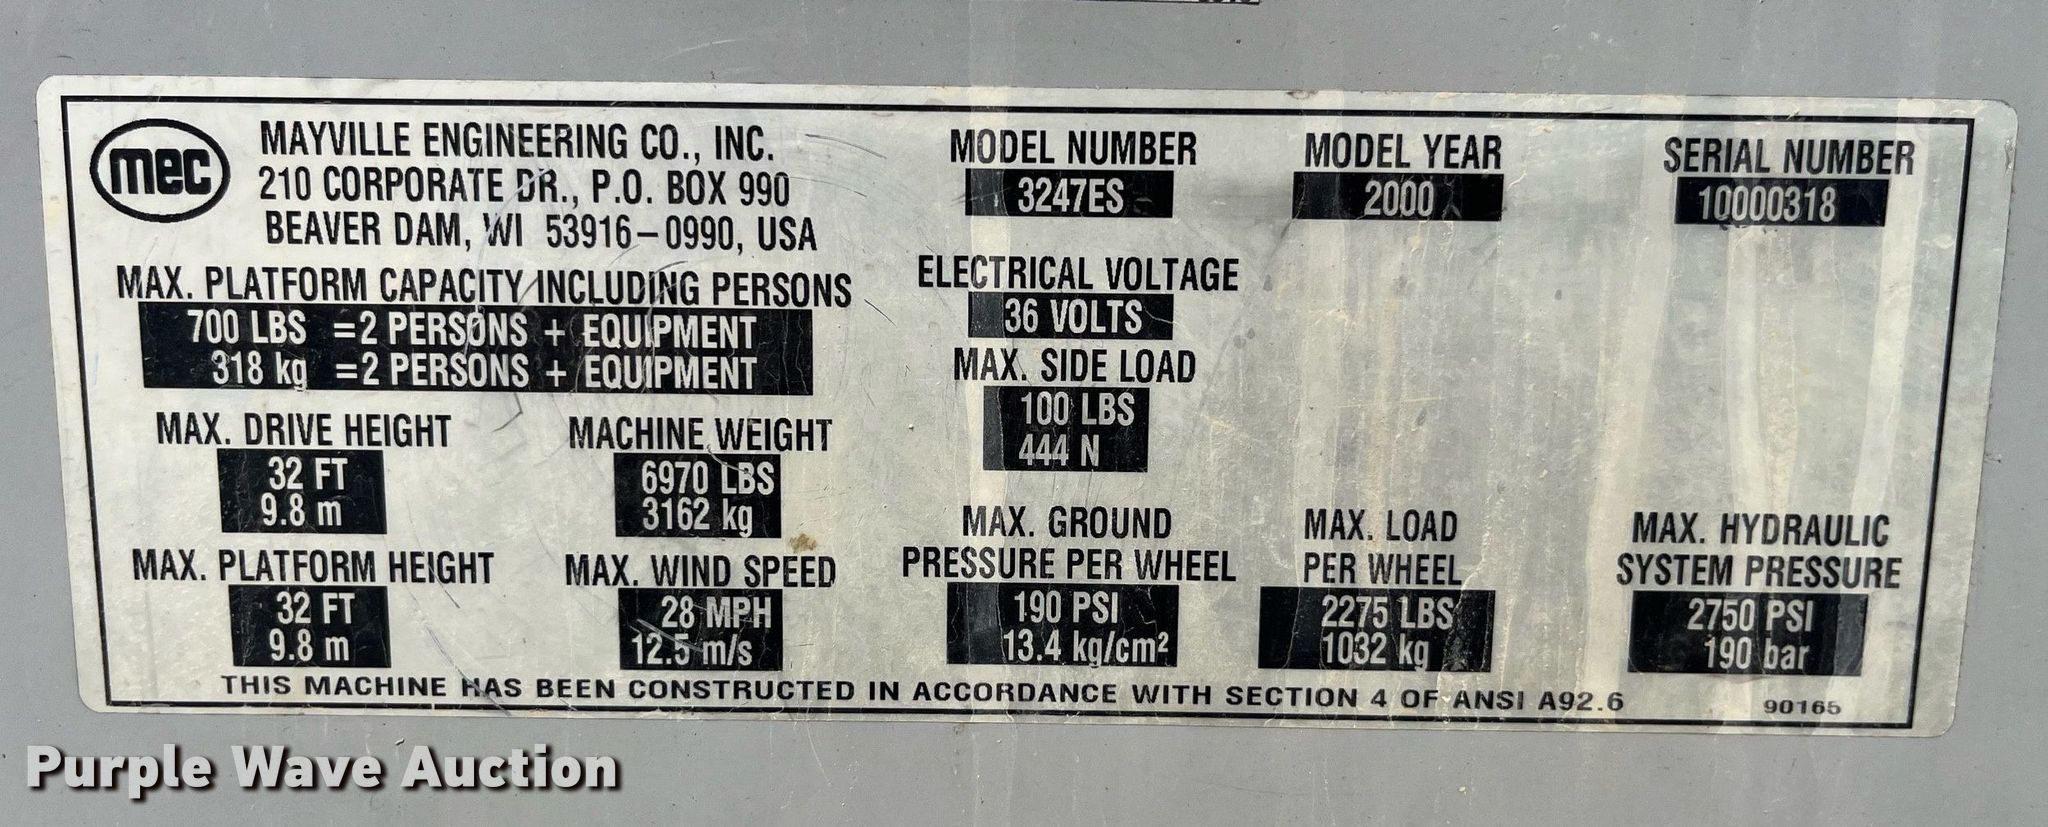 mec
MAYVILLE ENGINEERING CO., INC.
210 CORPORATE DR., P.O. BOX 990
BEAVER DAM, WI 53916-0990, USA
MODEL NUMBER
3247ES
MODEL YEAR
2000
SERIAL NUMBER
10000318
MAX. PLATFORM CAPACITY INCLUDING PERSONS
700 LBS =2 PERSONS + EQUIPMENT
318 kg =2 PERSONS + EQUIPMENT
ELECTRICAL VOLTAGE
36 VOLTS
MAX. SIDE LOAD
100 LBS
444 N
MAX. DRIVE HEIGHT
32 FT
9.8 m
MACHINE WEIGHT
6970 LBS
3162 kg
MAX. PLATFORM HEIGHT
32 FT
9.8 m
MAX. WIND SPEED
28 MPH
12.5 m/s
MAX. GROUND
PRESSURE PER WHEEL
190 PSI
13.4 kg/cm²
MAX. LOAD
PER WHEEL
2275 LBS
1032 kg
MAX. HYDRAULIC
SYSTEM PRESSURE
2750 PSI
190 bar
THIS MACHINE HAS BEEN CONSTRUCTED IN ACCORDANCE WITH SECTION 4 OF ANSI A92.6
90165
Purple Wave Auction